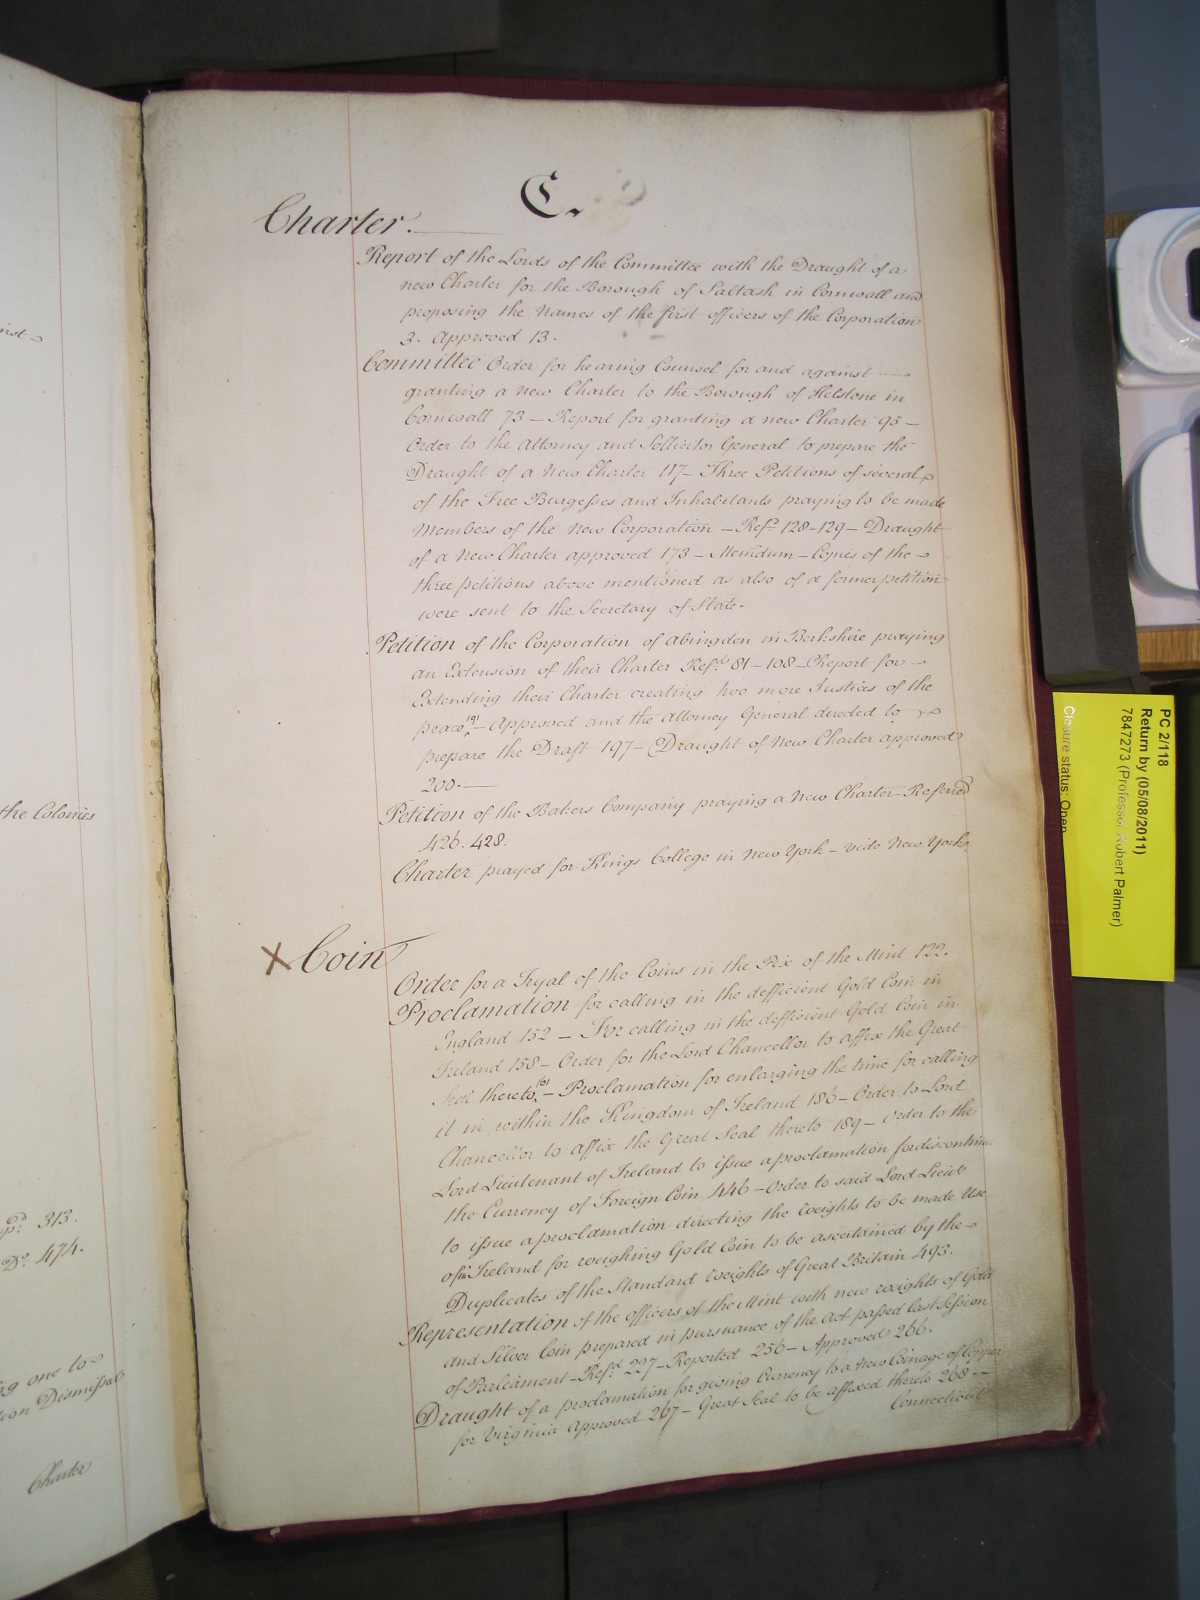 C.
Charter.
Report of the Lords of the Committee with the Draught of a
new Charter for the Borough of Saltash in Cornwall and
proposing the Names of the first officers of the Corporation
3. Approved 13.
Committee Order for hearing Counsel for and against
granting a new Charter to the Borough of Helstone in
Cornwall 73 – Report for granting a new Charter 95 –
Order to the Attorney and Sollicitor General to prepare the
Draught of a New Charter 117 – Three Petitions of several
of the Free Burgesses and Inhabitants praying to be made
Members of the New Corporation – Refd. 128–129 – Draught
of a New Charter approved 173 – Memdum – Copies of the
three petitions above mentioned as also of a former petition
were sent to the Secretary of State.
Petition of the Corporation of Abingdon in Berkshire praying
an Extension of their Charter Refd. 81 – 108 – Report for
Extending their Charter creating two more Justices of the
peace 191 – Approved and the Attorney General directed to
prepare the Draft 197 – Draught of New Charter approved
200. –
Petition of the Bakers Company praying a New Charter – Referred
426. 428.
Charter prayed for Kings College in New York – vide New York.
x Coin
Order for a Tryal of the Coins in the Pix of the Mint 122.
Proclamation for calling in the defficient Gold Coin in
England 152 – For calling in the defficient Gold Coin in
Ireland 158 – Order for the Lord Chancellor to affix the Great
Seal thereto 161 – Proclamation for enlarging the time for calling
it in within the Kingdom of Ireland 186 – Order to Lord
Chancellor to affix the Great Seal thereto 189 – Order to the
Lord Lieutenant of Ireland to issue a proclamation for discontinu
the Currency of Foreign Coin 446 – Order to said Lord Lieut
to issue a proclamation directing the Weights to be made Use
of in Ireland for weighing Gold Coin to be ascertained by the
Duplicates of the Standard Weights of Great Britain 493.
Representation of the officers of the Mint with new weights of Gold
and Silver Coin prepared in pursuance of the Act passed last Session
of Parliament – Refd. 227 – Reported 256 – Approved 266.
Draught of a proclamation for giving Currency to a New Coinage of Copper
for Virginia Approved 267 – Great Seal to be affixed thereto 268 –
Connecticut
the Colonies
313.
Do. 474.
one to
Dismissal
Charter
PC 2/118
Return by (05/08/2011)
7847273 (Professor Robert Palmer)
Closure status: Open